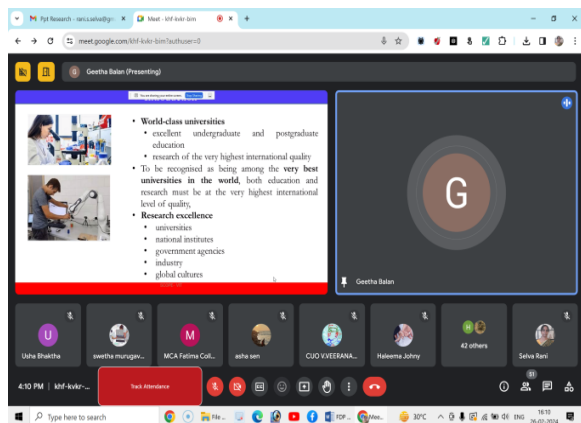 Ppt Research - rani.s.selva@gm
Meet - khf-kvkr-bim
meet.google.com/khf-kvkr-bim?authuser=0
G
Geetha Balan (Presenting)
• World-class universities
• excellent undergraduate and postgraduate
education
• research of the very highest international quality
• To be recognised as being among the very best
universities in the world, both education and
research must be at the very highest international
level of quality,
• Research excellence
• universities
• national institutes
• government agencies
• industry
• global cultures
G
Geetha Balan
U
Usha Bhaktha
swetha murugav...
M
MCA Fatima Coll...
asha sen
CUO V.VEERANA...
Haleema Johny
42 others
Selva Rani
4:10 PM | khf-kvkr-...
Track Attendance
51
Type here to search
File ...
FDP ...
Mee...
30°C
ENG
16:10
26-02-2024